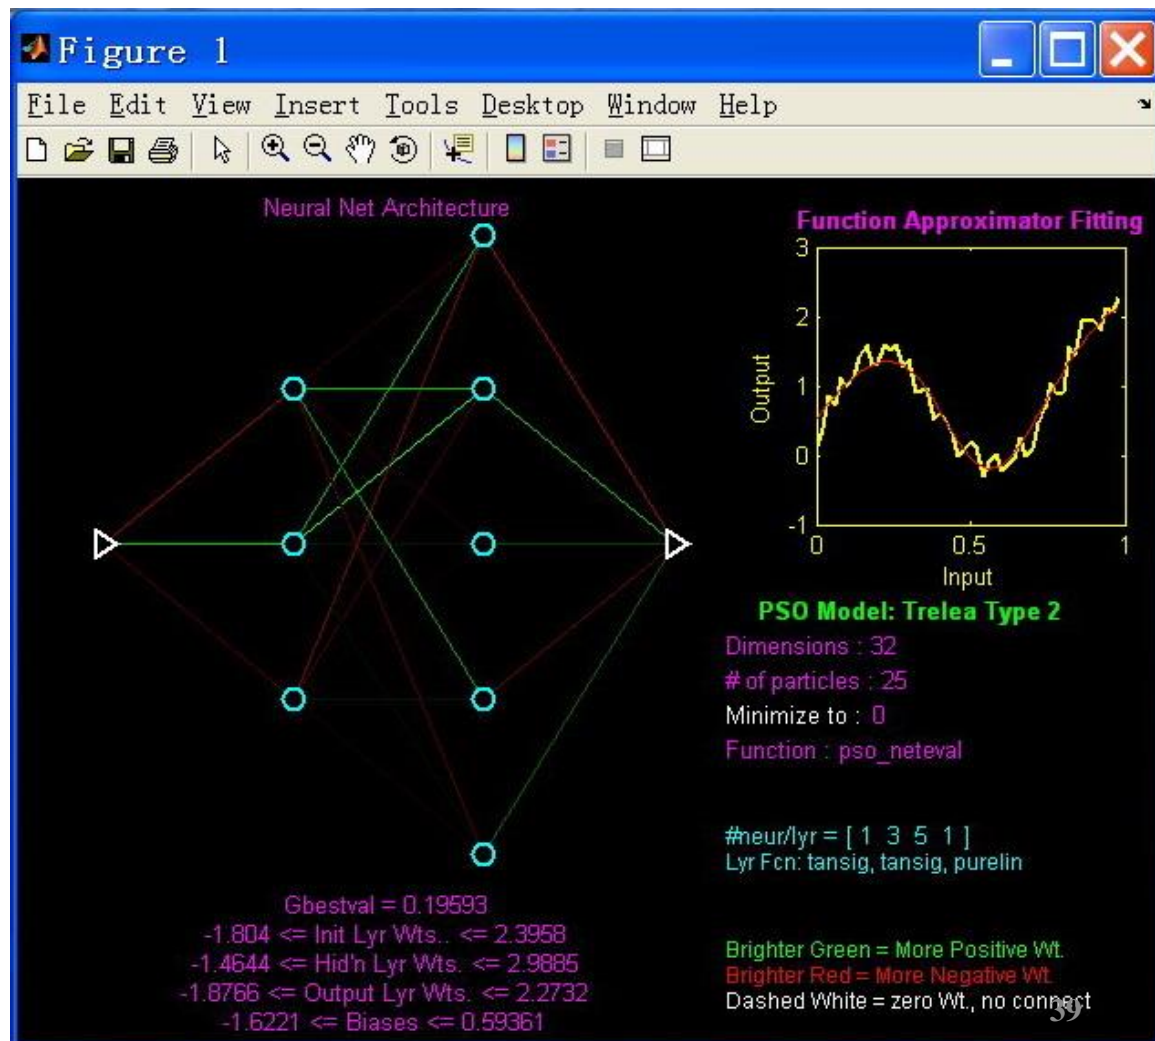 Figure 1
File Edit View Insert Tools Desktop Window Help
Neural Net Architecture
Function Approximator Fitting
3
2
1
0
-1
Output
0 0.5 1
Input
PSO Model: Trelea Type 2
Dimensions : 32
# of particles : 25
Minimize to : 0
Function : pso_neteval
#neur/lyr = [ 1 3 5 1 ]
Lyr Fcn: tansig, tansig, purelin
Gbestval = 0.19593
-1.804 <= Init Lyr Wts.. <= 2.3958
-1.4644 <= Hid'n Lyr Wts. <= 2.9885
-1.8766 <= Output Lyr Wts. <= 2.2732
-1.6221 <= Biases <= 0.59361
Brighter Green = More Positive Wt.
Brighter Red = More Negative Wt.
Dashed White = zero Wt., no connect
39